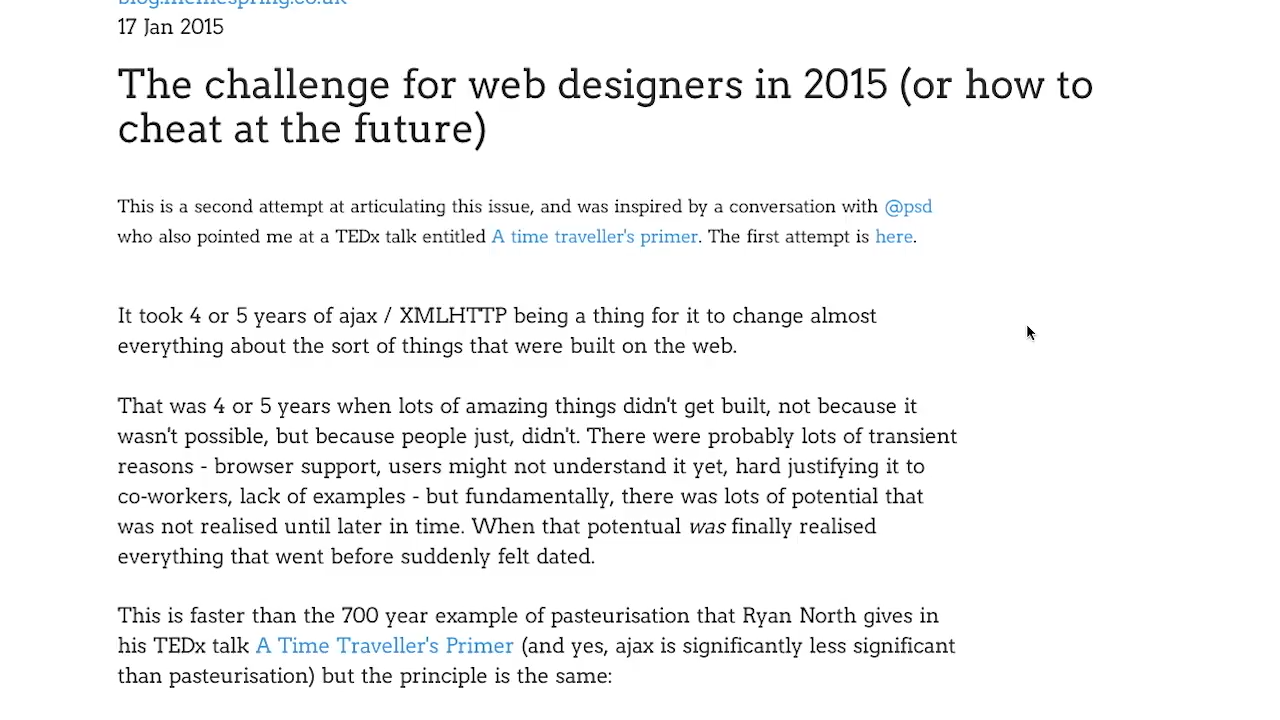 blog.memespring.co.uk
17 Jan 2015
The challenge for web designers in 2015 (or how to
cheat at the future)
This is a second attempt at articulating this issue, and was inspired by a conversation with @psd
who also pointed me at a TEDx talk entitled A time traveller's primer. The first attempt is here.
It took 4 or 5 years of ajax / XMLHTTP being a thing for it to change almost
everything about the sort of things that were built on the web.
That was 4 or 5 years when lots of amazing things didn't get built, not because it
wasn't possible, but because people just, didn't. There were probably lots of transient
reasons - browser support, users might not understand it yet, hard justifying it to
co-workers, lack of examples - but fundamentally, there was lots of potential that
was not realised until later in time. When that potentual was finally realised
everything that went before suddenly felt dated.
This is faster than the 700 year example of pasteurisation that Ryan North gives in
his TEDx talk A Time Traveller's Primer (and yes, ajax is significantly less significant
than pasteurisation) but the principle is the same: